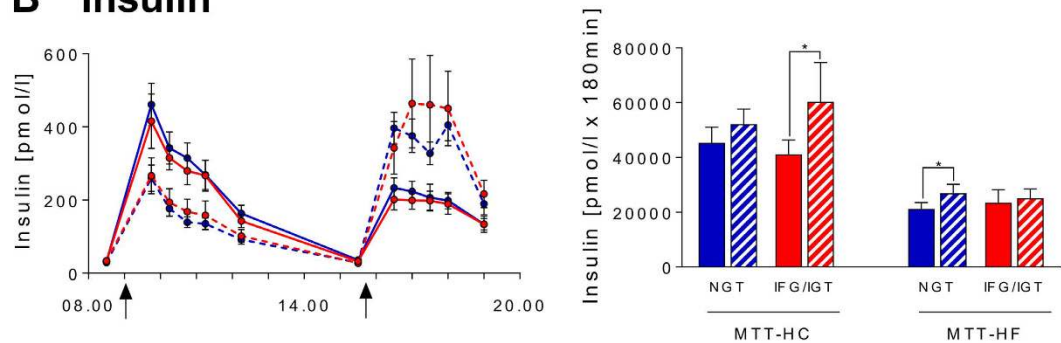 B Insulin
Insulin [pmol/l]
600
400
200
0
08.00
14.00
20.00
Insulin [pmol/l x 180min]
80000
60000
40000
20000
0
*
*
NGT
IFG/IGT
NGT
IFG/IGT
MTT-HC
MTT-HF